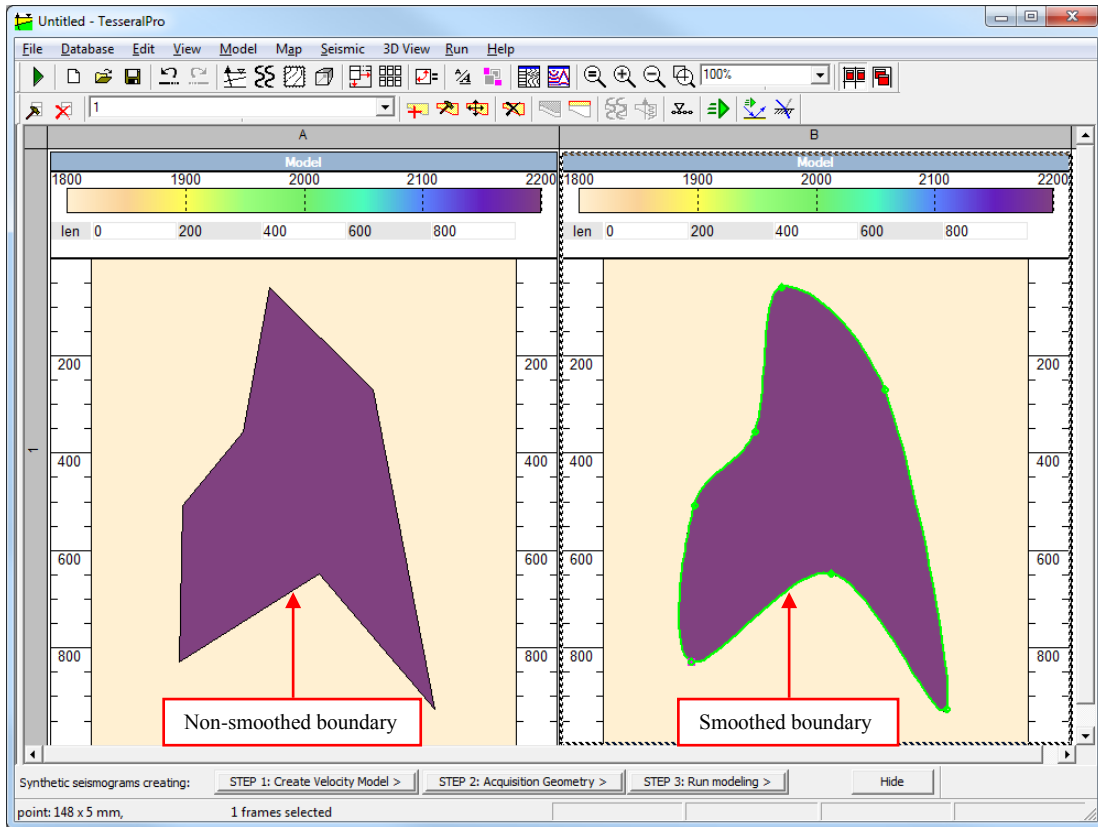 Untitled - TesseralPro
File Database Edit View Model Map Seismic 3D View Run Help
100%
1
A B
Model Model
1800 1900 2000 2100 2200 1800 1900 2000 2100 2200
len 0 200 400 600 800 len 0 200 400 600 800
200 200 200 200
1
400 400 400 400
600 600 600 600
800 800 800 800
Non-smoothed boundary Smoothed boundary
Synthetic seismograms creating: STEP 1: Create Velocity Model > STEP 2: Acquisition Geometry > STEP 3: Run modeling > Hide
point: 148 x 5 mm, 1 frames selected